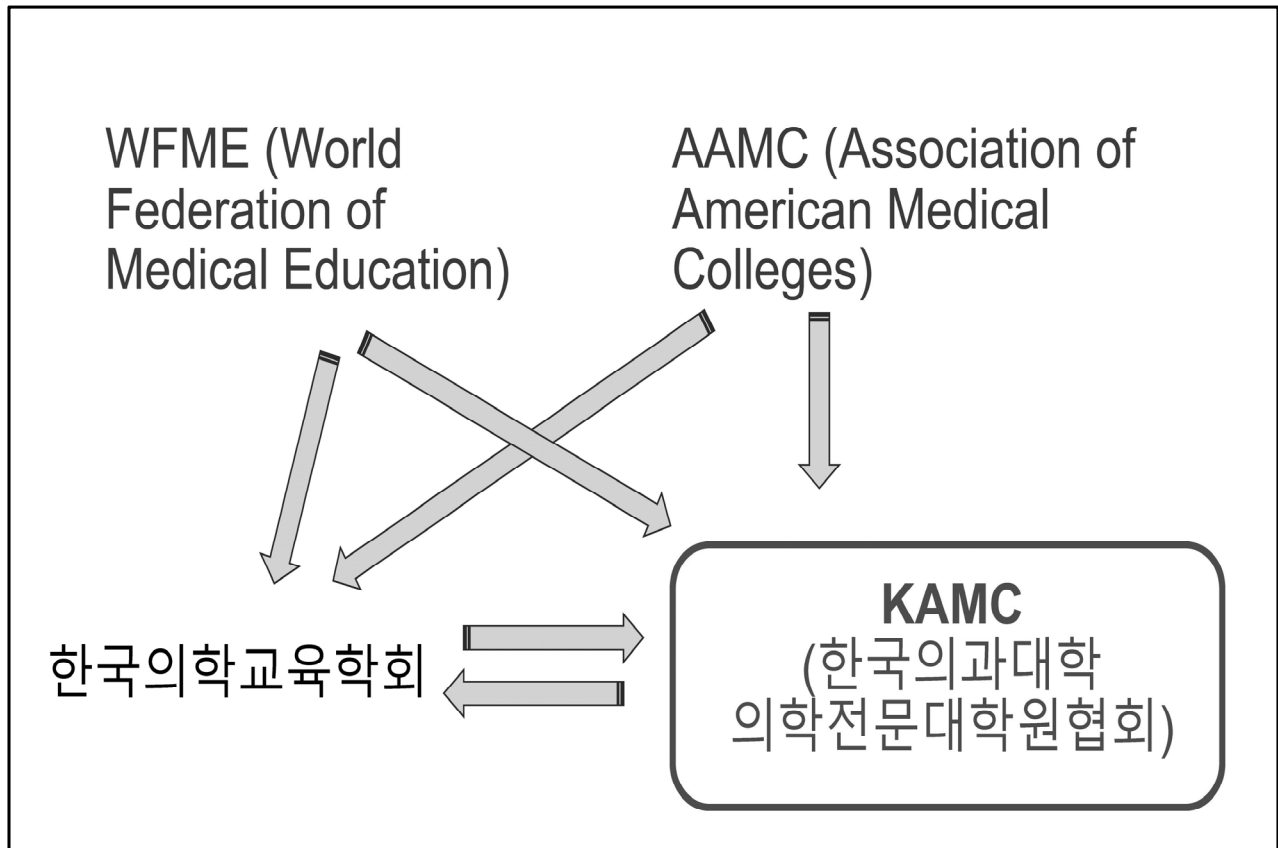 WFME (World
Federation of
Medical Education)
AAMC (Association of
American Medical
Colleges)
한국의학교육학회
KAMC
(한국의과대학
의학전문대학원협회)